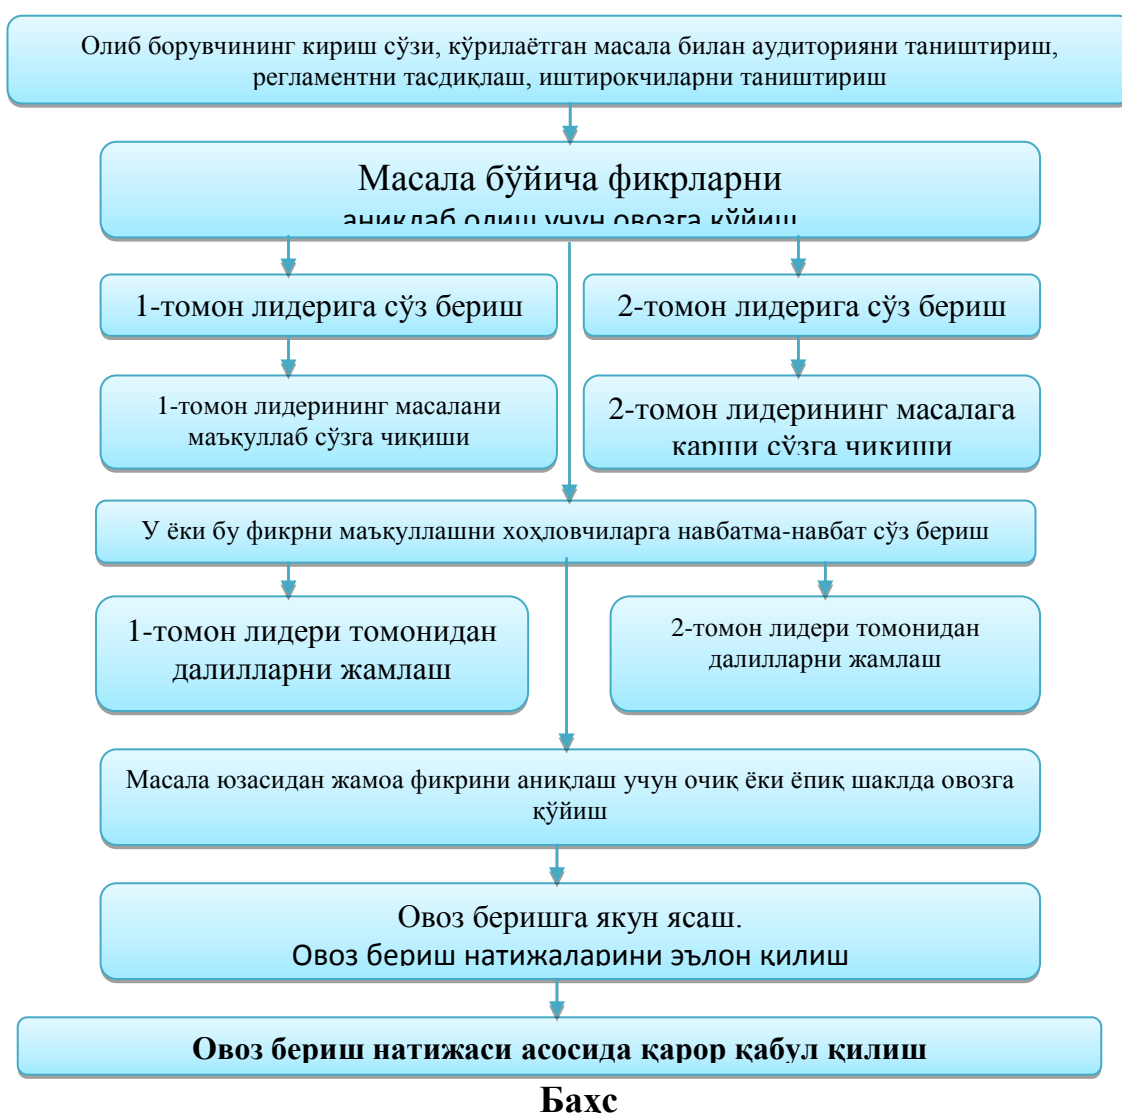 Олиб борувчининг кириш сўзи, кўрилаётган масала билан аудиторияни таништириш,
регламентни тасдиқлаш, иштирокчиларни таништириш
Масала бўйича фикрларни
аниқлаб олиш учун овозга қўйиш
1-томон лидерига сўз бериш
2-томон лидерига сўз бериш
1-томон лидерининг масалани
маъқуллаб сўзга чиқиши
2-томон лидерининг масалага
қарши сўзга чиқиши
У ёки бу фикрни маъқуллашни хоҳловчиларга навбатма-навбат сўз бериш
1-томон лидери томонидан
далилларни жамлаш
2-томон лидери томонидан
далилларни жамлаш
Масала юзасидан жамоа фикрини аниқлаш учун очиқ ёки ёпиқ шаклда овозга
қўйиш
Овоз беришга якун ясаш.
Овоз бериш натижаларини эълон қилиш
Овоз бериш натижаси асосида қарор қабул қилиш
Баҳс